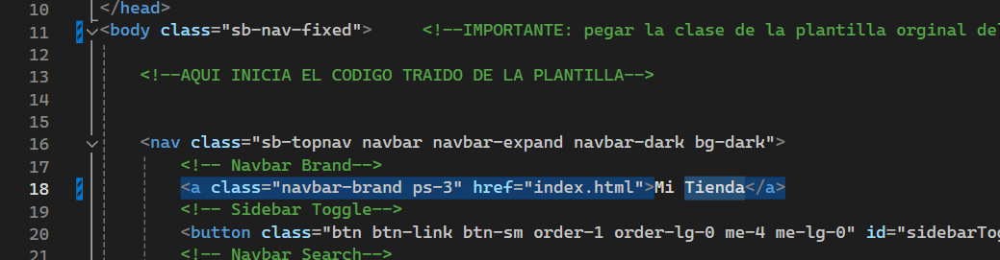 10 </head>
11 <body class="sb-nav-fixed"> <!--IMPORTANTE: pegar la clase de la plantilla orginal de
12
13 <!--AQUI INICIA EL CODIGO TRAIDO DE LA PLANTILLA-->
14
15
16 <nav class="sb-topnav navbar navbar-expand navbar-dark bg-dark">
17 <!-- Navbar Brand-->
18 <a class="navbar-brand ps-3" href="index.html">Mi Tienda</a>
19 <!-- Sidebar Toggle-->
20 <button class="btn btn-link btn-sm order-1 order-lg-0 me-4 me-lg-0" id="sidebarTog
21 <!-- Navbar Search-->